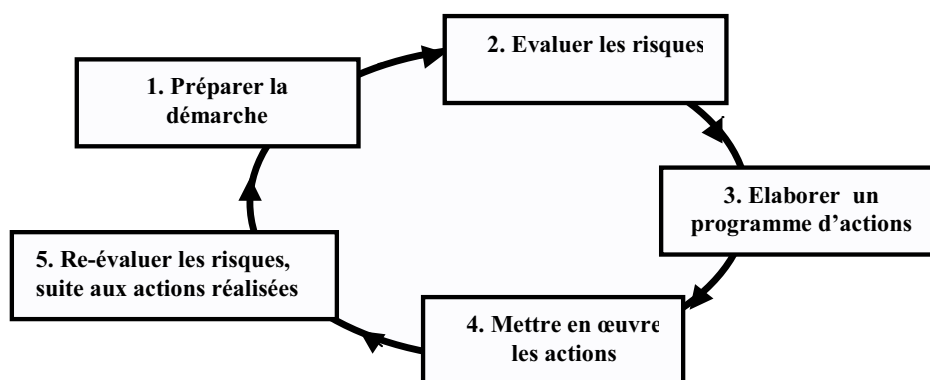 1. Préparer la
démarche
2. Evaluer les risques
3. Elaborer un
programme d’actions
4. Mettre en œuvre
les actions
5. Re-évaluer les risques,
suite aux actions réalisées